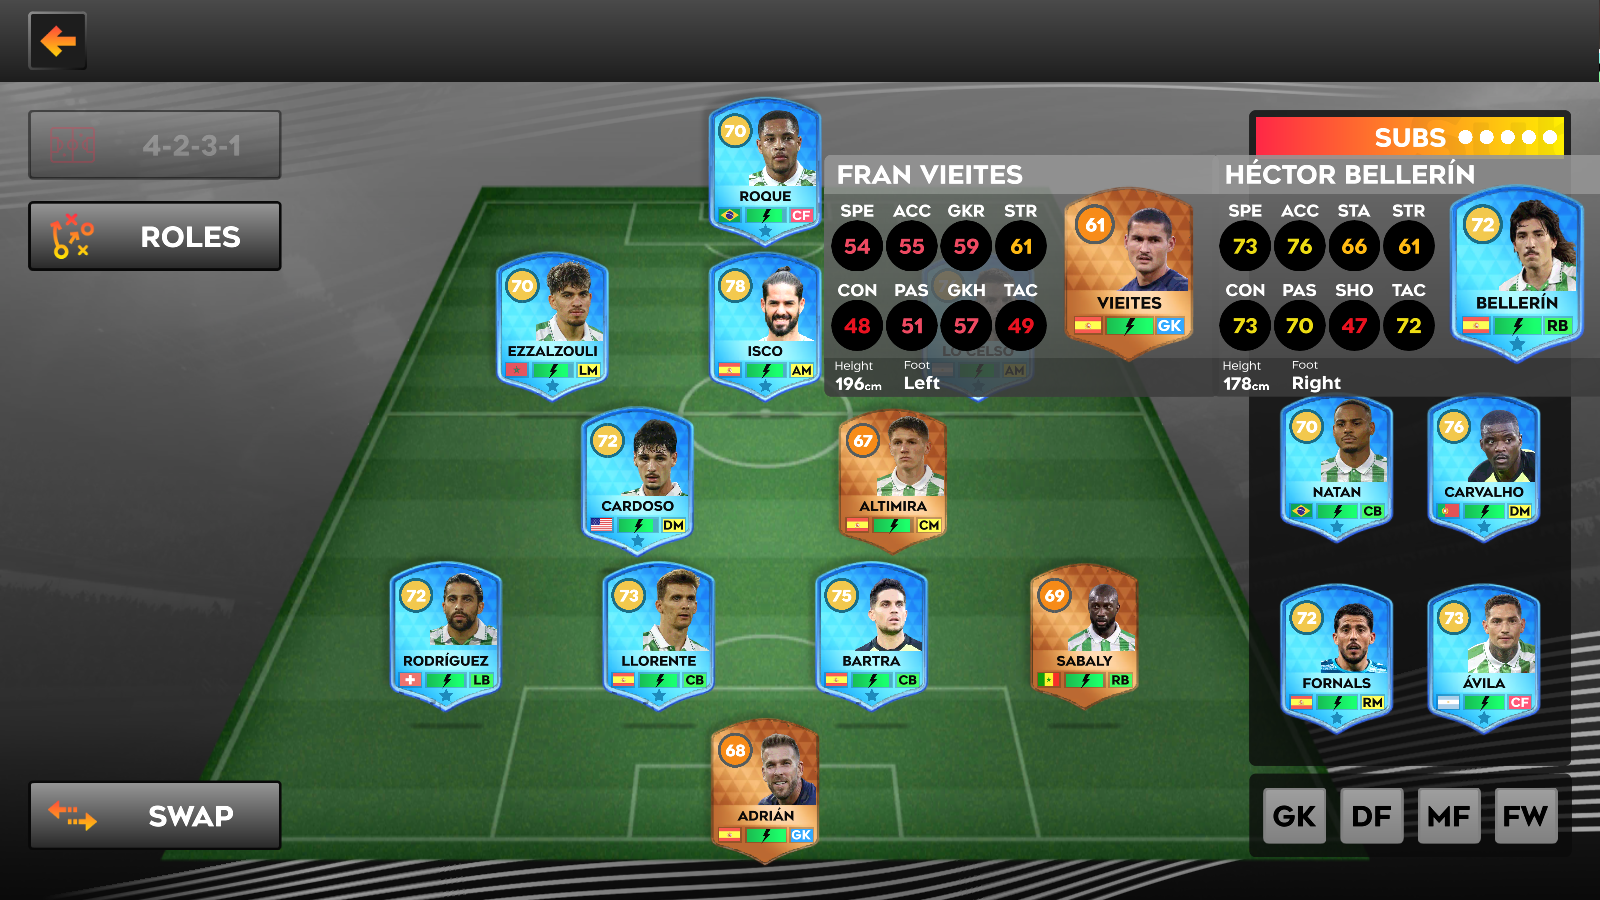 4-2-3-1
ROLES
SUBS
70
ROQUE
CF
FRAN VIEITES
SPE ACC GKR STR
54 55 59 61
CON PAS GKH TAC
48 51 57 49
Height Foot
196cm Left
61
VIEITES
GK
HÉCTOR BELLERÍN
SPE ACC STA STR
73 76 66 61
CON PAS SHO TAC
73 70 47 72
Height Foot
178cm Right
72
BELLERÍN
RB
70
EZZALZOULI
LM
78
ISCO
AM
LO CELSO
AM
72
CARDOSO
DM
67
ALTIMIRA
CM
70
NATAN
CB
76
CARVALHO
DM
72
RODRÍGUEZ
LB
73
LLORENTE
CB
75
BARTRA
CB
69
SABALY
RB
72
FORNALS
RM
73
ÁVILA
CF
68
ADRIÁN
GK
SWAP
GK DF MF FW